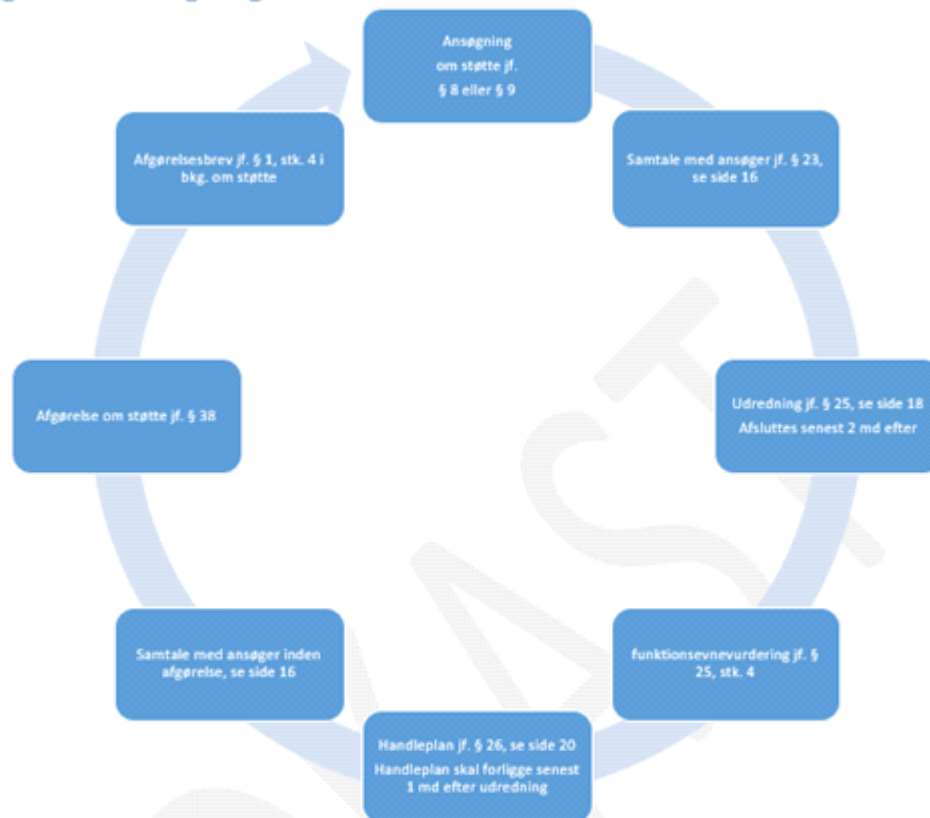 Ansøgning
om støtte jf.
§ 8 eller § 9
Samtale med ansøger jf. § 23,
se side 16
Udredning jf. § 25, se side 18
Afsluttes senest 2 md efter
funktionsevnevurdering jf. §
25, stk. 4
Handleplan jf. § 26, se side 20
Handleplan skal forligge senest
1 md efter udredning
Samtale med ansøger inden
afgørelse, se side 16
Afgørelse om støtte jf. § 38
Afgørelsesbrev jf. § 1, stk. 4 i
bkg. om støtte